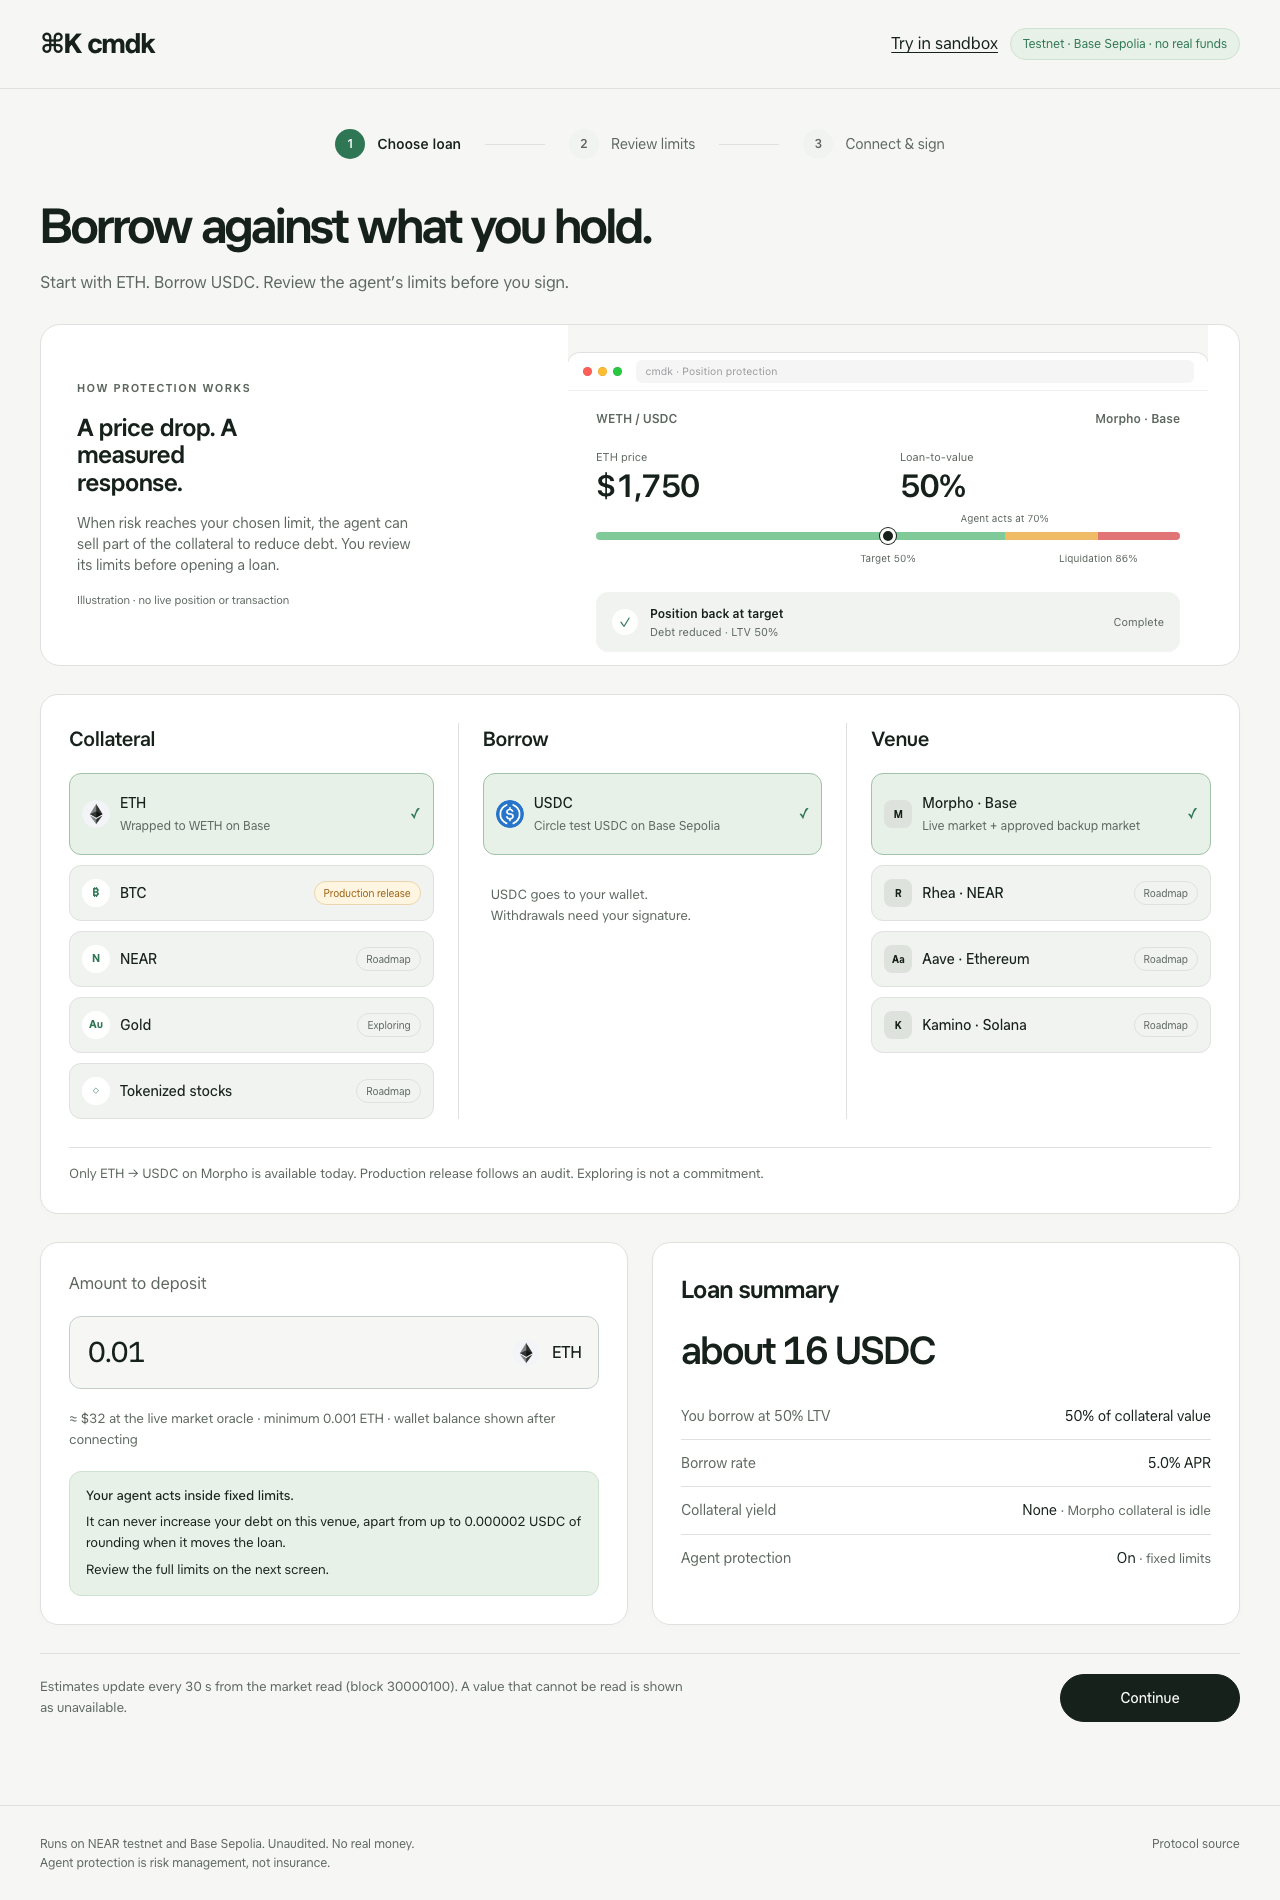 ⌘K cmdk
Try in sandbox
Testnet · Base Sepolia · no real funds
1 Choose loan
2 Review limits
3 Connect & sign
Borrow against what you hold.
Start with ETH. Borrow USDC. Review the agent’s limits before you sign.
HOW PROTECTION WORKS
A price drop. A
measured
response.
When risk reaches your chosen limit, the agent can
sell part of the collateral to reduce debt. You review
its limits before opening a loan.
Illustration · no live position or transaction
cmdk · Position protection
WETH / USDC
Morpho · Base
ETH price
$1,750
Loan-to-value
50%
Agent acts at 70%
Target 50%
Liquidation 86%
✓
Position back at target
Debt reduced · LTV 50%
Complete
Collateral
ETH
Wrapped to WETH on Base
✓
฿ BTC
Production release
N NEAR
Roadmap
Au Gold
Exploring
◇ Tokenized stocks
Roadmap
Borrow
USDC
Circle test USDC on Base Sepolia
✓
USDC goes to your wallet.
Withdrawals need your signature.
Venue
M
Morpho · Base
Live market + approved backup market
✓
R Rhea · NEAR
Roadmap
Aa Aave · Ethereum
Roadmap
K Kamino · Solana
Roadmap
Only ETH → USDC on Morpho is available today. Production release follows an audit. Exploring is not a commitment.
Amount to deposit
0.01
ETH
≈ $32 at the live market oracle · minimum 0.001 ETH · wallet balance shown after
connecting
Your agent acts inside fixed limits.
It can never increase your debt on this venue, apart from up to 0.000002 USDC of
rounding when it moves the loan.
Review the full limits on the next screen.
Loan summary
about 16 USDC
You borrow at 50% LTV
50% of collateral value
Borrow rate
5.0% APR
Collateral yield
None · Morpho collateral is idle
Agent protection
On · fixed limits
Estimates update every 30 s from the market read (block 30000100). A value that cannot be read is shown
as unavailable.
Continue
Runs on NEAR testnet and Base Sepolia. Unaudited. No real money.
Agent protection is risk management, not insurance.
Protocol source